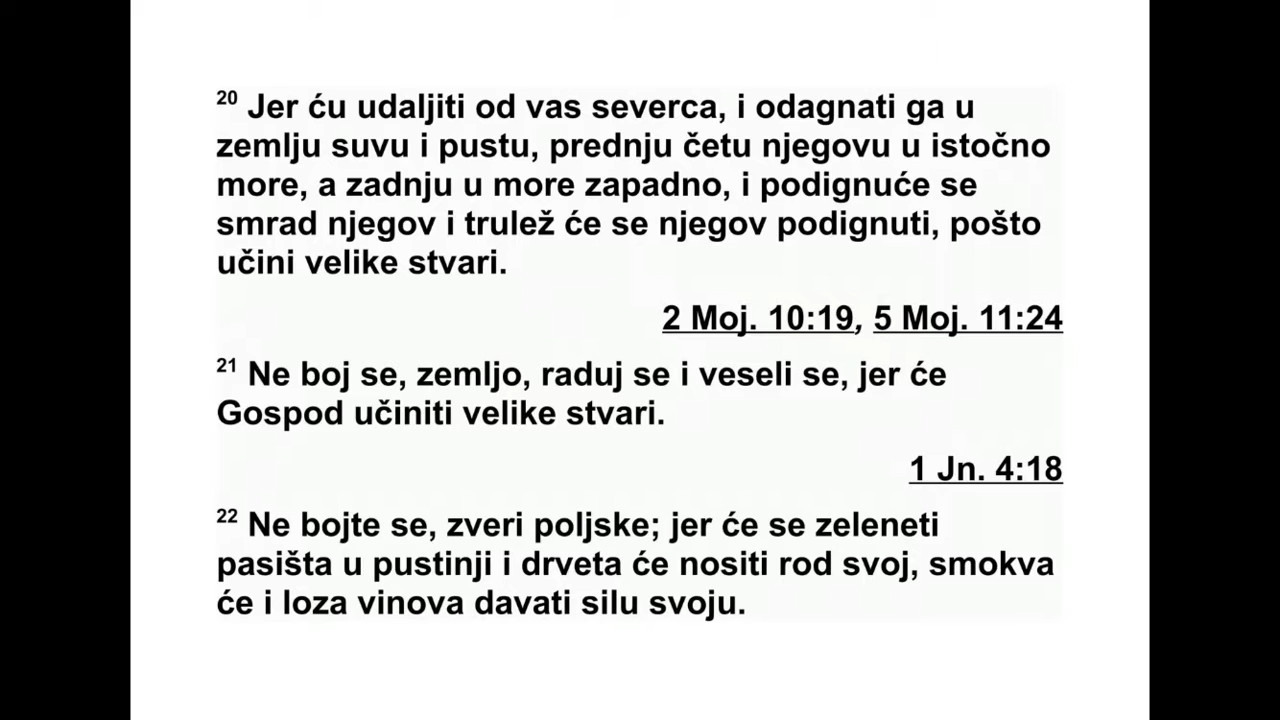 20 Jer ću udaljiti od vas severca, i odagnati ga u
zemlju suvu i pustu, prednju četu njegovu u istočno
more, a zadnju u more zapadno, i podignuće se
smrad njegov i trulež će se njegov podignuti, pošto
učini velike stvari.
2 Moj. 10:19, 5 Moj. 11:24
21 Ne boj se, zemljo, raduj se i veseli se, jer će
Gospod učiniti velike stvari.
1 Jn. 4:18
22 Ne bojte se, zveri poljske; jer će se zeleneti
pasišta u pustinji i drveta će nositi rod svoj, smokva
će i loza vinova davati silu svoju.